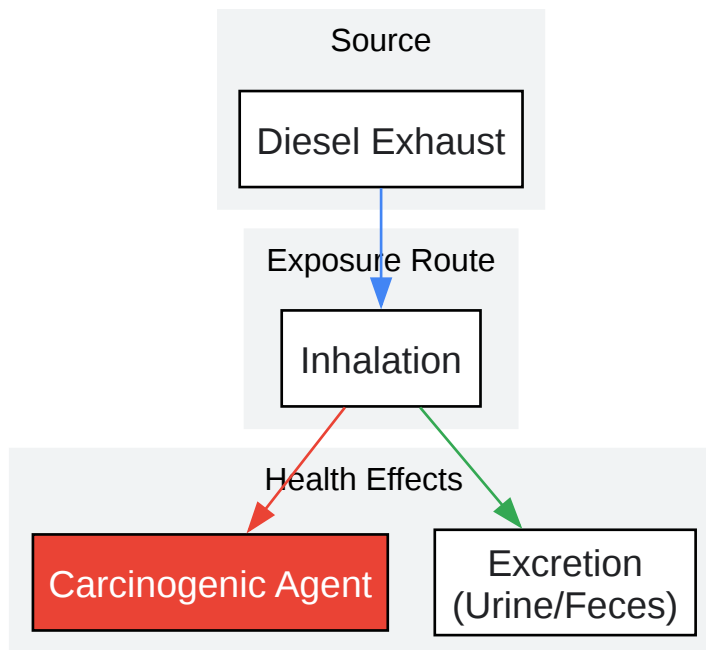 Source
Diesel Exhaust
Exposure Route
Inhalation
Health Effects
Carcinogenic Agent
Excretion
(Urine/Feces)